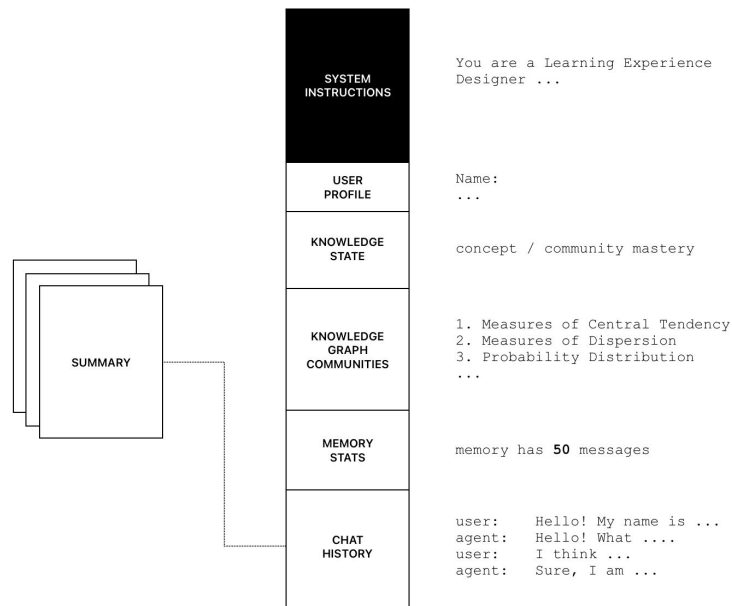 SYSTEM
INSTRUCTIONS
You are a Learning Experience
Designer ...
USER
PROFILE
Name:
...
KNOWLEDGE
STATE
concept / community mastery
KNOWLEDGE
GRAPH
COMMUNITIES
1. Measures of Central Tendency
2. Measures of Dispersion
3. Probability Distribution
...
SUMMARY
MEMORY
STATS
memory has 50 messages
CHAT
HISTORY
user: Hello! My name is ...
agent: Hello! What ....
user: I think ...
agent: Sure, I am ...